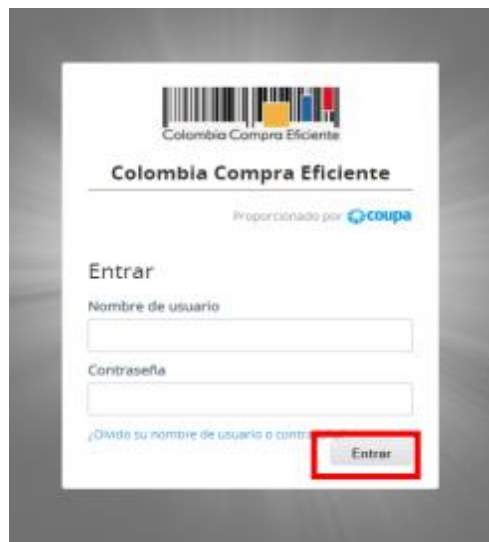 Colombia Compra Eficiente
Colombia Compra Eficiente
Proporcionado por coupa
Entrar
Nombre de usuario
Contraseña
¿Olvidó su nombre de usuario o
Entrar